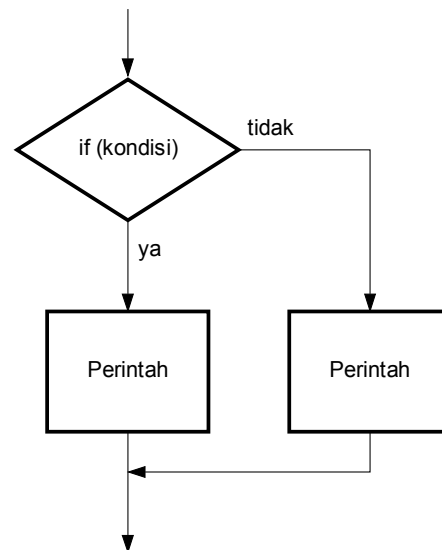 if (kondisi)
tidak
ya
Perintah
Perintah